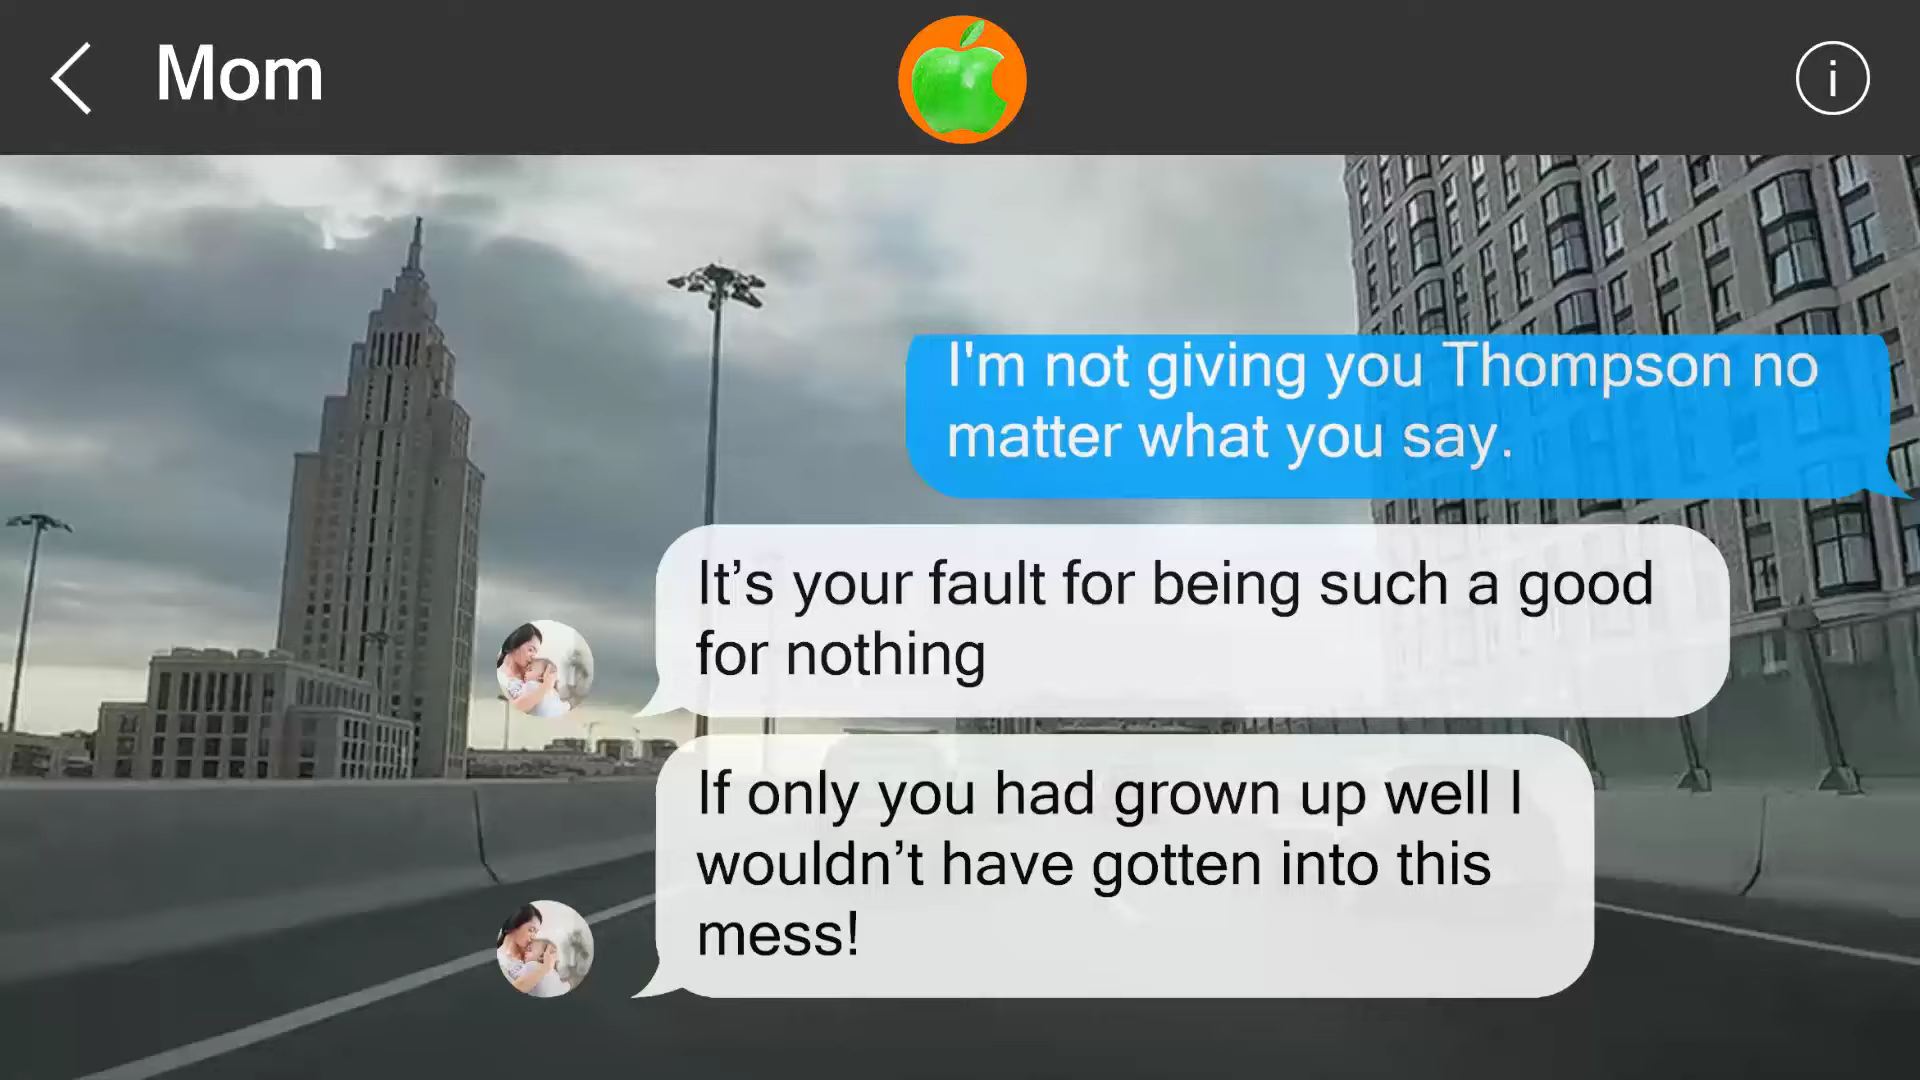 Mom
i
I'm not giving you Thompson no
matter what you say.
It’s your fault for being such a good
for nothing
If only you had grown up well I
wouldn’t have gotten into this
mess!